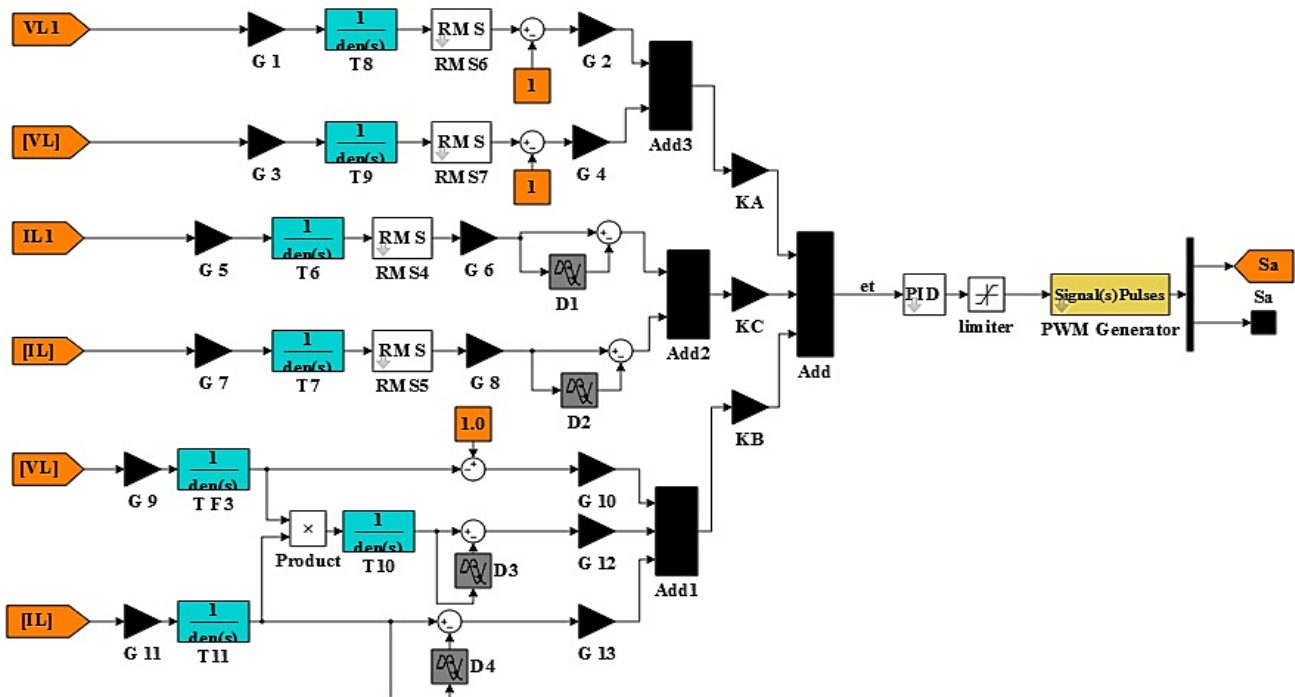 VL1
G 1
1
den(s)
T8
RMS
RMS6
1
G 2
Add3
[VL]
G 3
1
den(s)
T9
RMS
RMS7
1
G 4
KA
IL1
G 5
1
den(s)
T6
RMS
RMS4
G 6
D1
Add2
KC
Add
et
PID
limiter
Signal(s)Pulses
PWM Generator
Sa
Sa
[IL]
G 7
1
den(s)
T7
RMS
RMS5
G 8
D2
KB
1.0
[VL]
G 9
1
den(s)
T F3
G 10
×
Product
1
den(s)
T10
D3
G 12
Add1
[IL]
G 11
1
den(s)
T11
D4
G 13